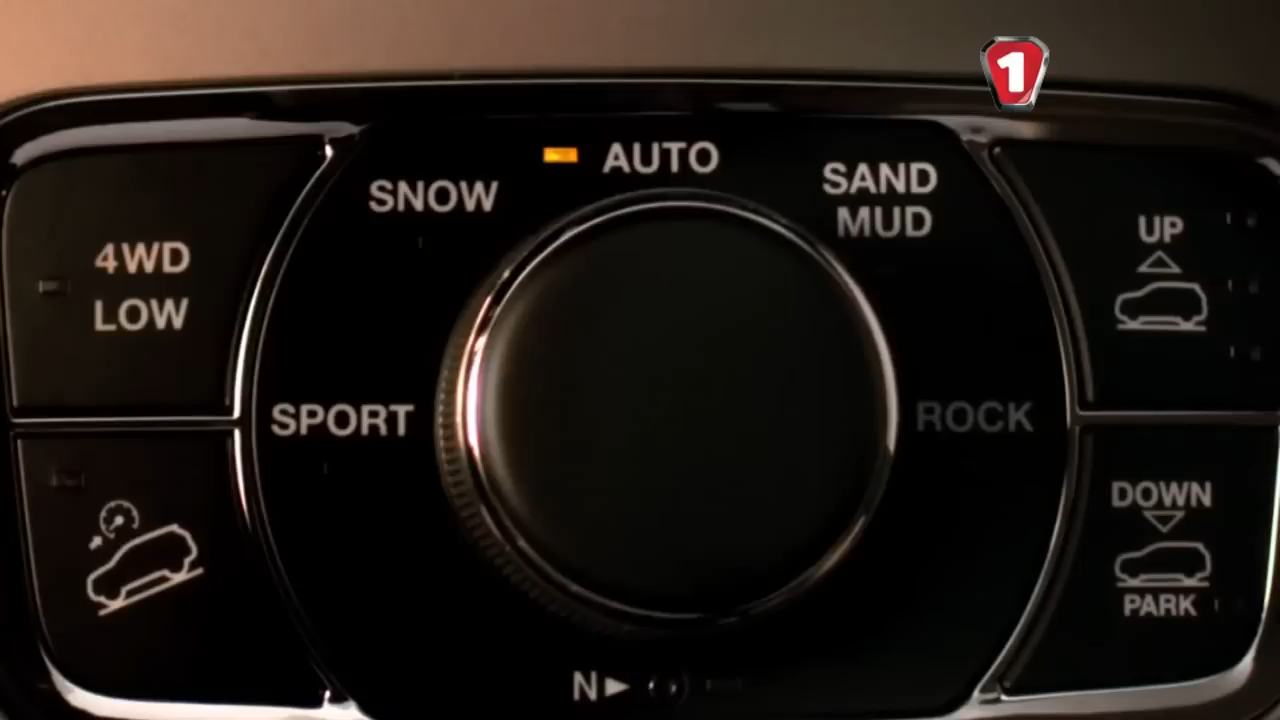 1
AUTO
SNOW
SAND
MUD
4WD
LOW
UP
SPORT
ROCK
DOWN
PARK
N